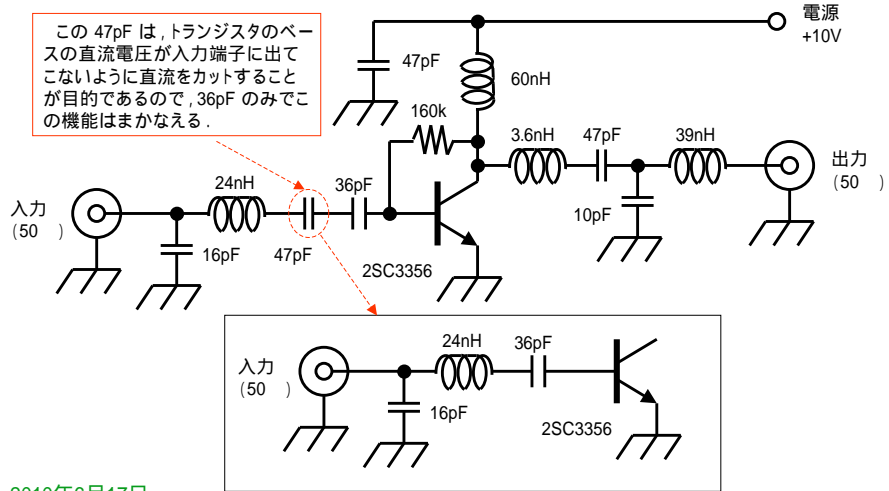 この 47pF は，トランジスタのベー
スの直流電圧が入力端子に出て
こないように直流をカットすること
が目的であるので，36pF のみでこ
の機能はまかなえる．
電源
+10V
47pF
60nH
160k
3.6nH
47pF
39nH
出力
(50　)
10pF
24nH
36pF
入力
(50　)
16pF
47pF
2SC3356
24nH
36pF
入力
(50　)
16pF
2SC3356